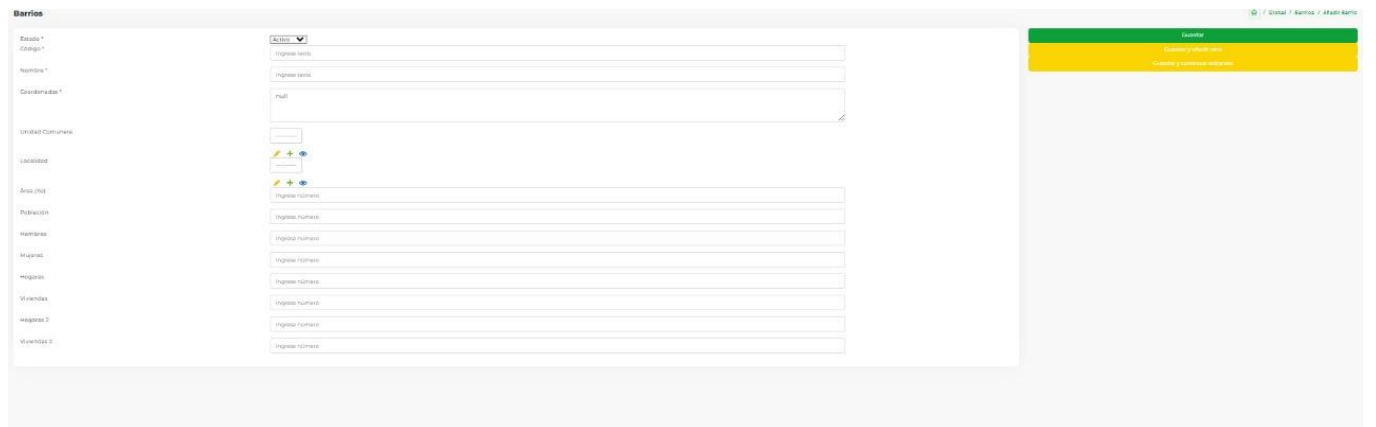 Barrios
/ Global / Barrios / Añadir Barrio
Estado *
Activo
Código *
Ingrese texto
Nombre *
Ingrese texto
Coordenadas *
null
Unidad Comunera
---------
Localidad
---------
Área (ha)
Ingrese número
Población
Ingrese número
Hombres
Ingrese número
Mujeres
Ingrese número
Hogares
Ingrese número
Viviendas
Ingrese número
Hogares 2
Ingrese número
Viviendas 2
Ingrese número
Guardar
Guardar y añadir otro
Guardar y continuar editando